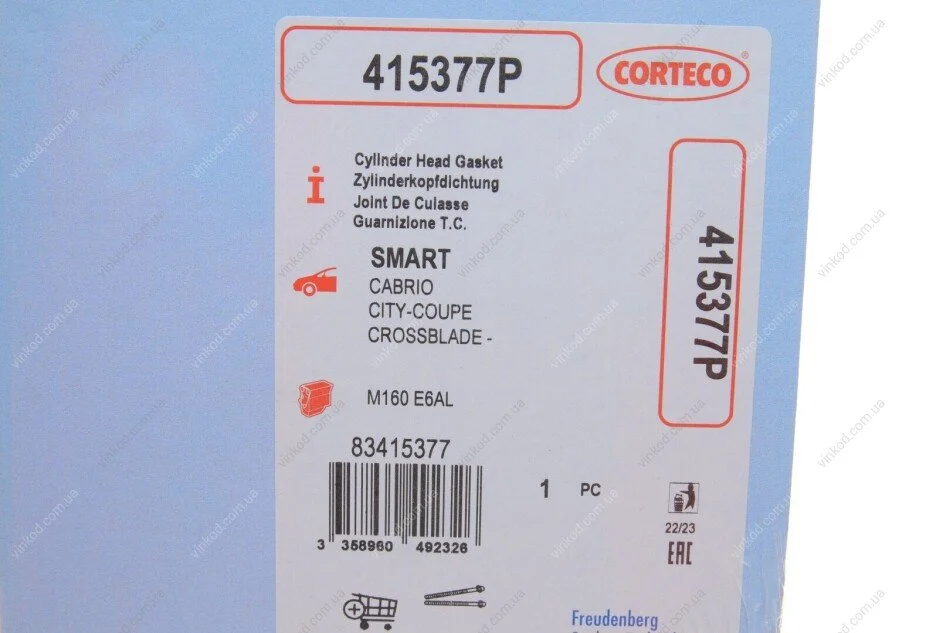 415377P
CORTECO®
Cylinder Head Gasket
Zylinderkopfdichtung
Joint De Culasse
Guarnizione T.C.
SMART
CABRIO
CITY-COUPE
CROSSBLADE -
M160 E6AL
415377P
83415377
3 358960 492326
1 PC
22/23
EAC
Freudenberg
vinkod.com.ua